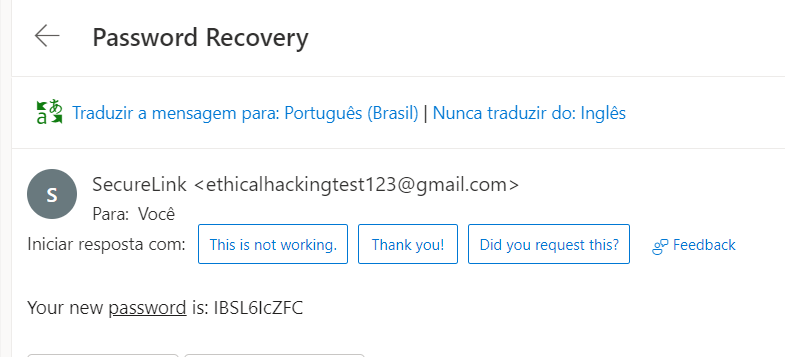 Password Recovery
Traduzir a mensagem para: Português (Brasil) | Nunca traduzir do: Inglês
S
SecureLink <ethicalhackingtest123@gmail.com>
Para: Você
Iniciar resposta com: This is not working. Thank you! Did you request this? Feedback
Your new password is: IBSL6IcZFC